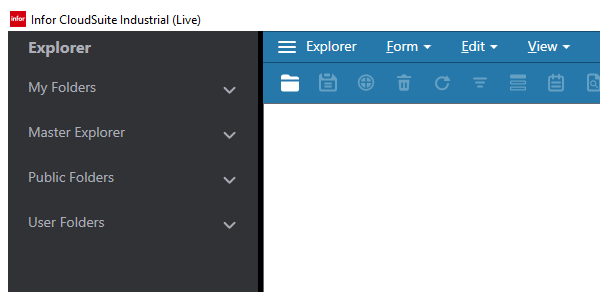 infor Infor CloudSuite Industrial (Live)
Explorer
Explorer Form Edit View
My Folders
Master Explorer
Public Folders
User Folders